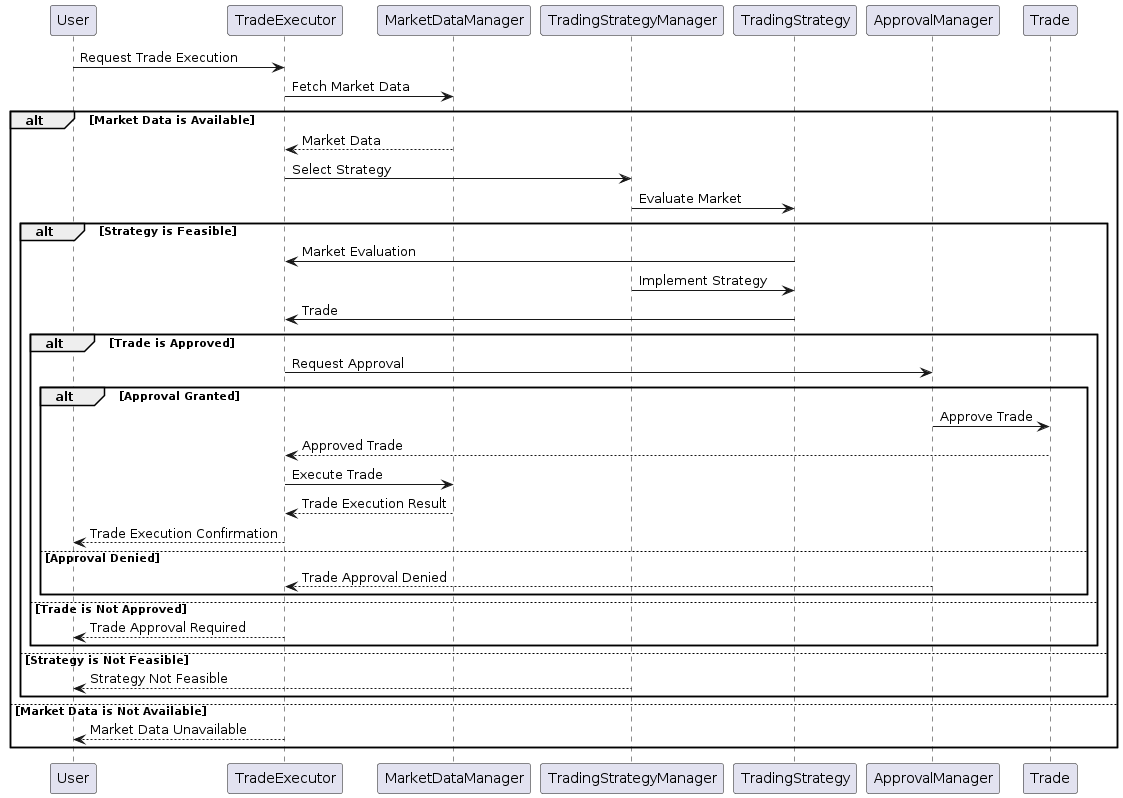 User TradeExecutor MarketDataManager TradingStrategyManager TradingStrategy ApprovalManager Trade
Request Trade Execution
Fetch Market Data
alt [Market Data is Available]
Market Data
Select Strategy
Evaluate Market
alt [Strategy is Feasible]
Market Evaluation
Implement Strategy
Trade
alt [Trade is Approved]
Request Approval
alt [Approval Granted]
Approve Trade
Approved Trade
Execute Trade
Trade Execution Result
Trade Execution Confirmation
[Approval Denied]
Trade Approval Denied
[Trade is Not Approved]
Trade Approval Required
[Strategy is Not Feasible]
Strategy Not Feasible
[Market Data is Not Available]
Market Data Unavailable
User TradeExecutor MarketDataManager TradingStrategyManager TradingStrategy ApprovalManager Trade